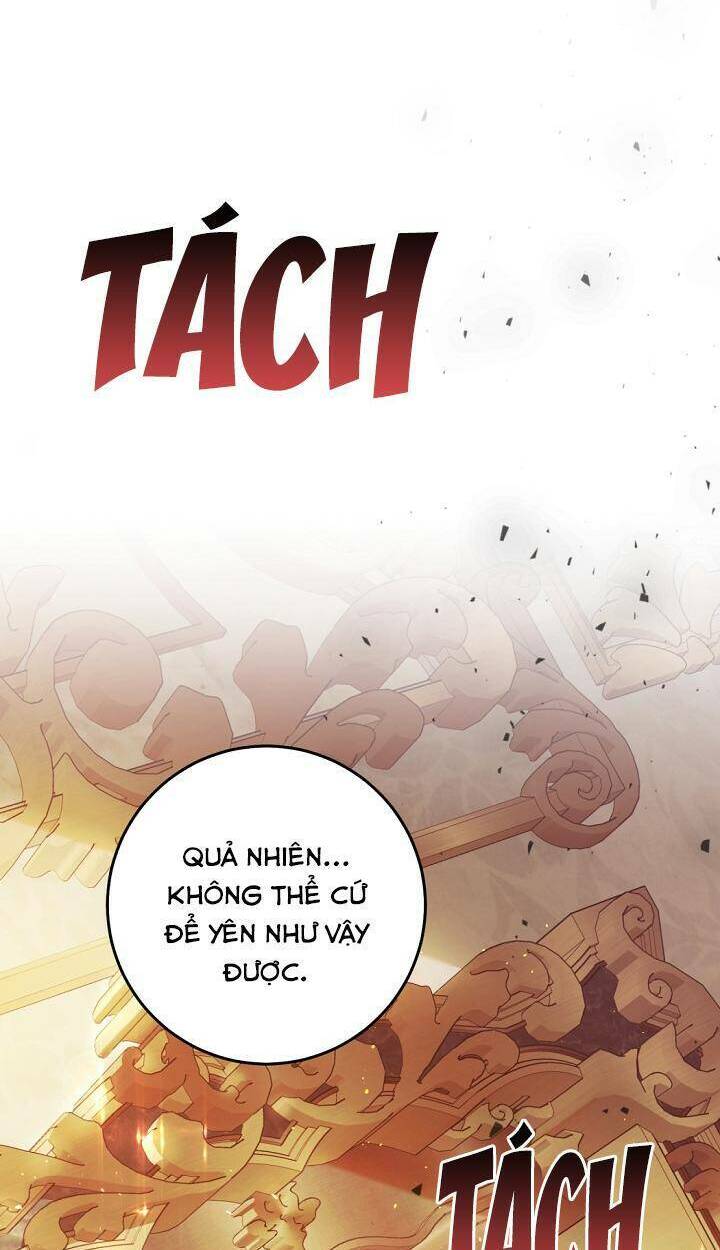 TÁCH
QUẢ NHIÊN...
KHÔNG THỂ CỨ
ĐỂ YÊN NHƯ VẬY
ĐƯỢC.
TÁCH